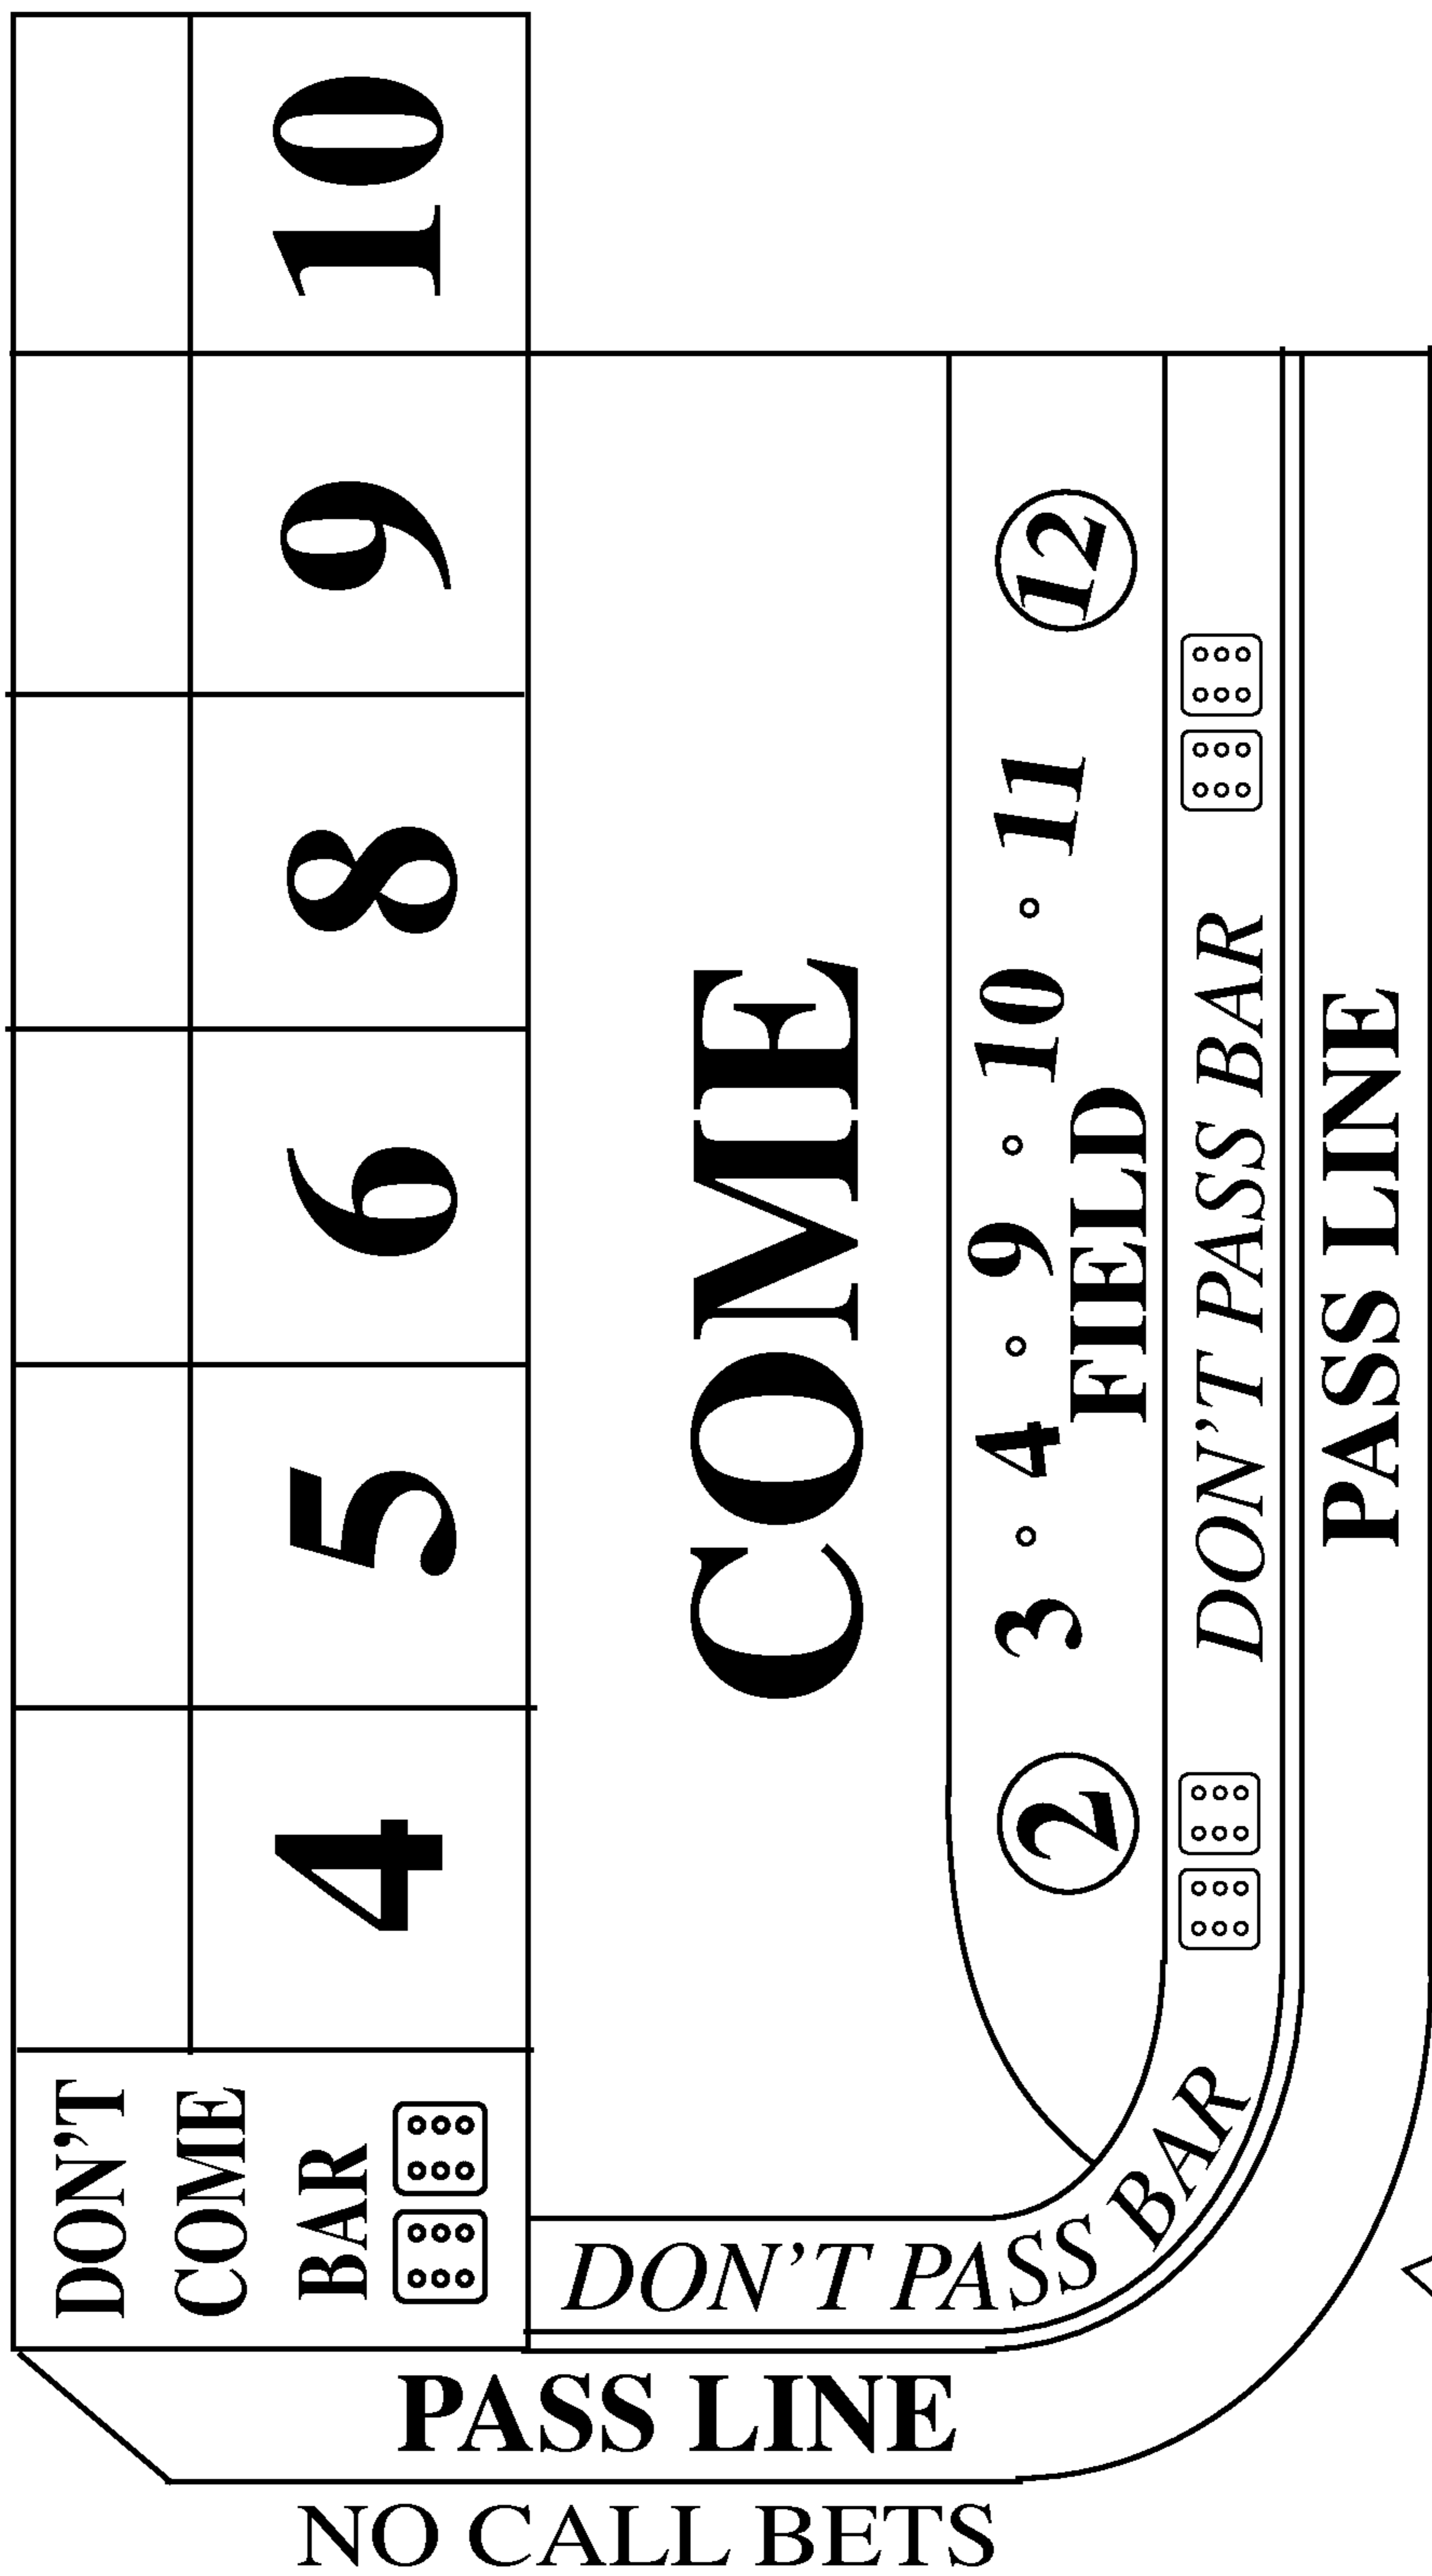 4 5 6 8 9 10
DON'T
COME
BAR
COME
2 3 · 4 · 9 · 10 · 11 12
FIELD
DON'T PASS BAR
PASS LINE
DON'T PASS BAR
PASS LINE
NO CALL BETS